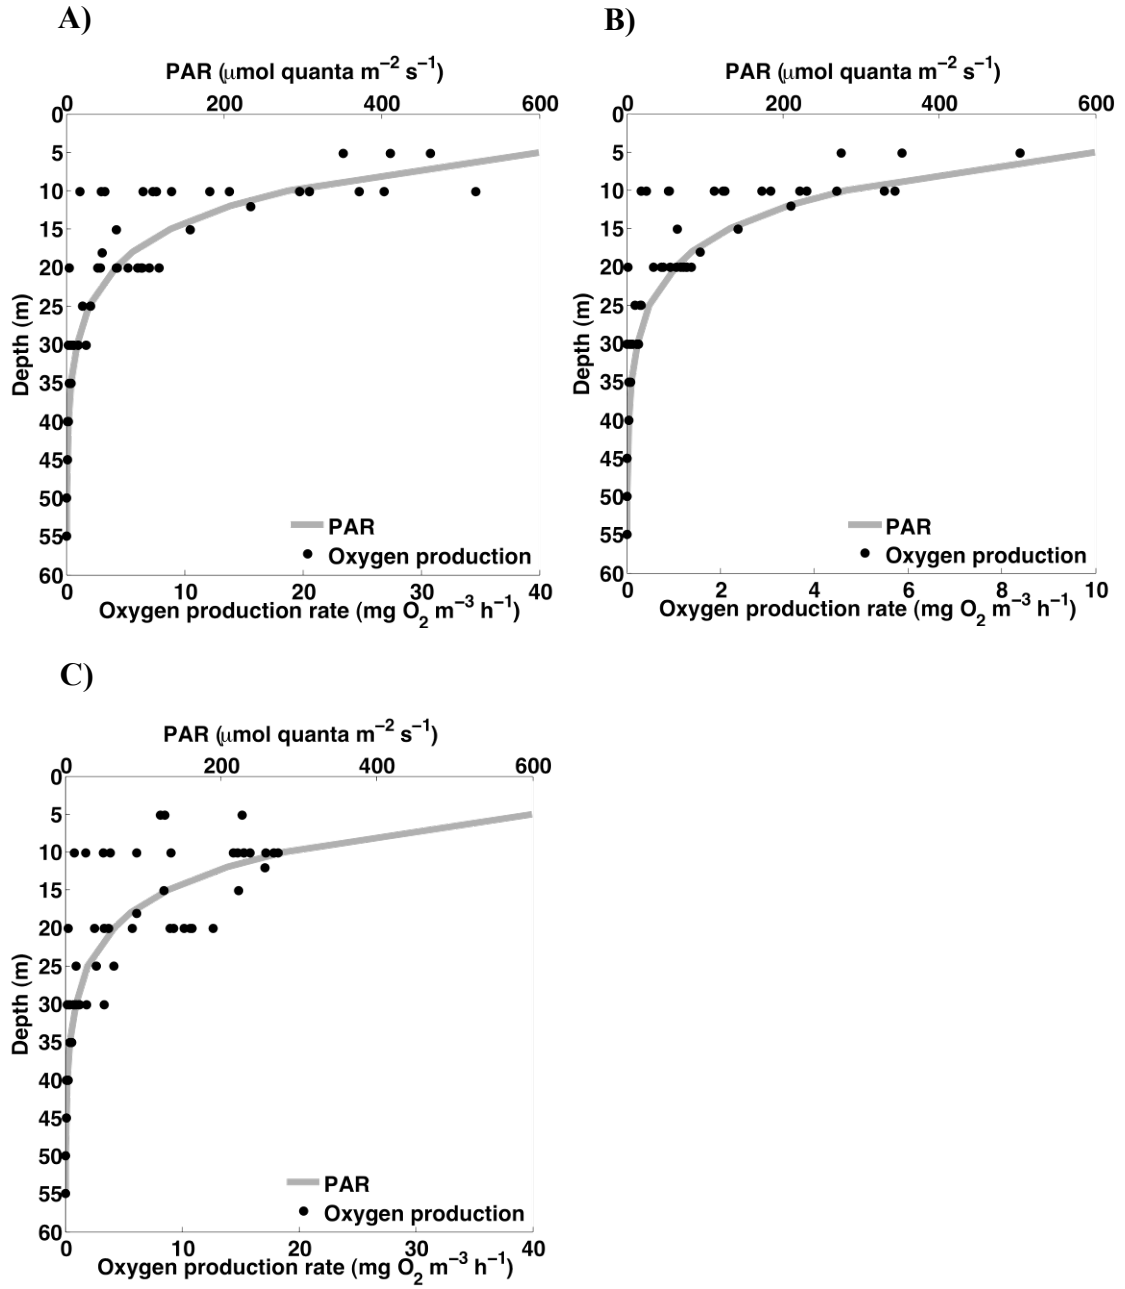 A)
PAR (μmol quanta m⁻² s⁻¹)
0 200 400 600
0
5
10
15
20
25
30
35
40
45
50
55
60
Depth (m)
PAR
Oxygen production
0 10 20 30 40
Oxygen production rate (mg O₂ m⁻³ h⁻¹)
B)
PAR (μmol quanta m⁻² s⁻¹)
0 200 400 600
0
5
10
15
20
25
30
35
40
45
50
55
60
Depth (m)
PAR
Oxygen production
0 2 4 6 8 10
Oxygen production rate (mg O₂ m⁻³ h⁻¹)
C)
PAR (μmol quanta m⁻² s⁻¹)
0 200 400 600
0
5
10
15
20
25
30
35
40
45
50
55
60
Depth (m)
PAR
Oxygen production
0 10 20 30 40
Oxygen production rate (mg O₂ m⁻³ h⁻¹)